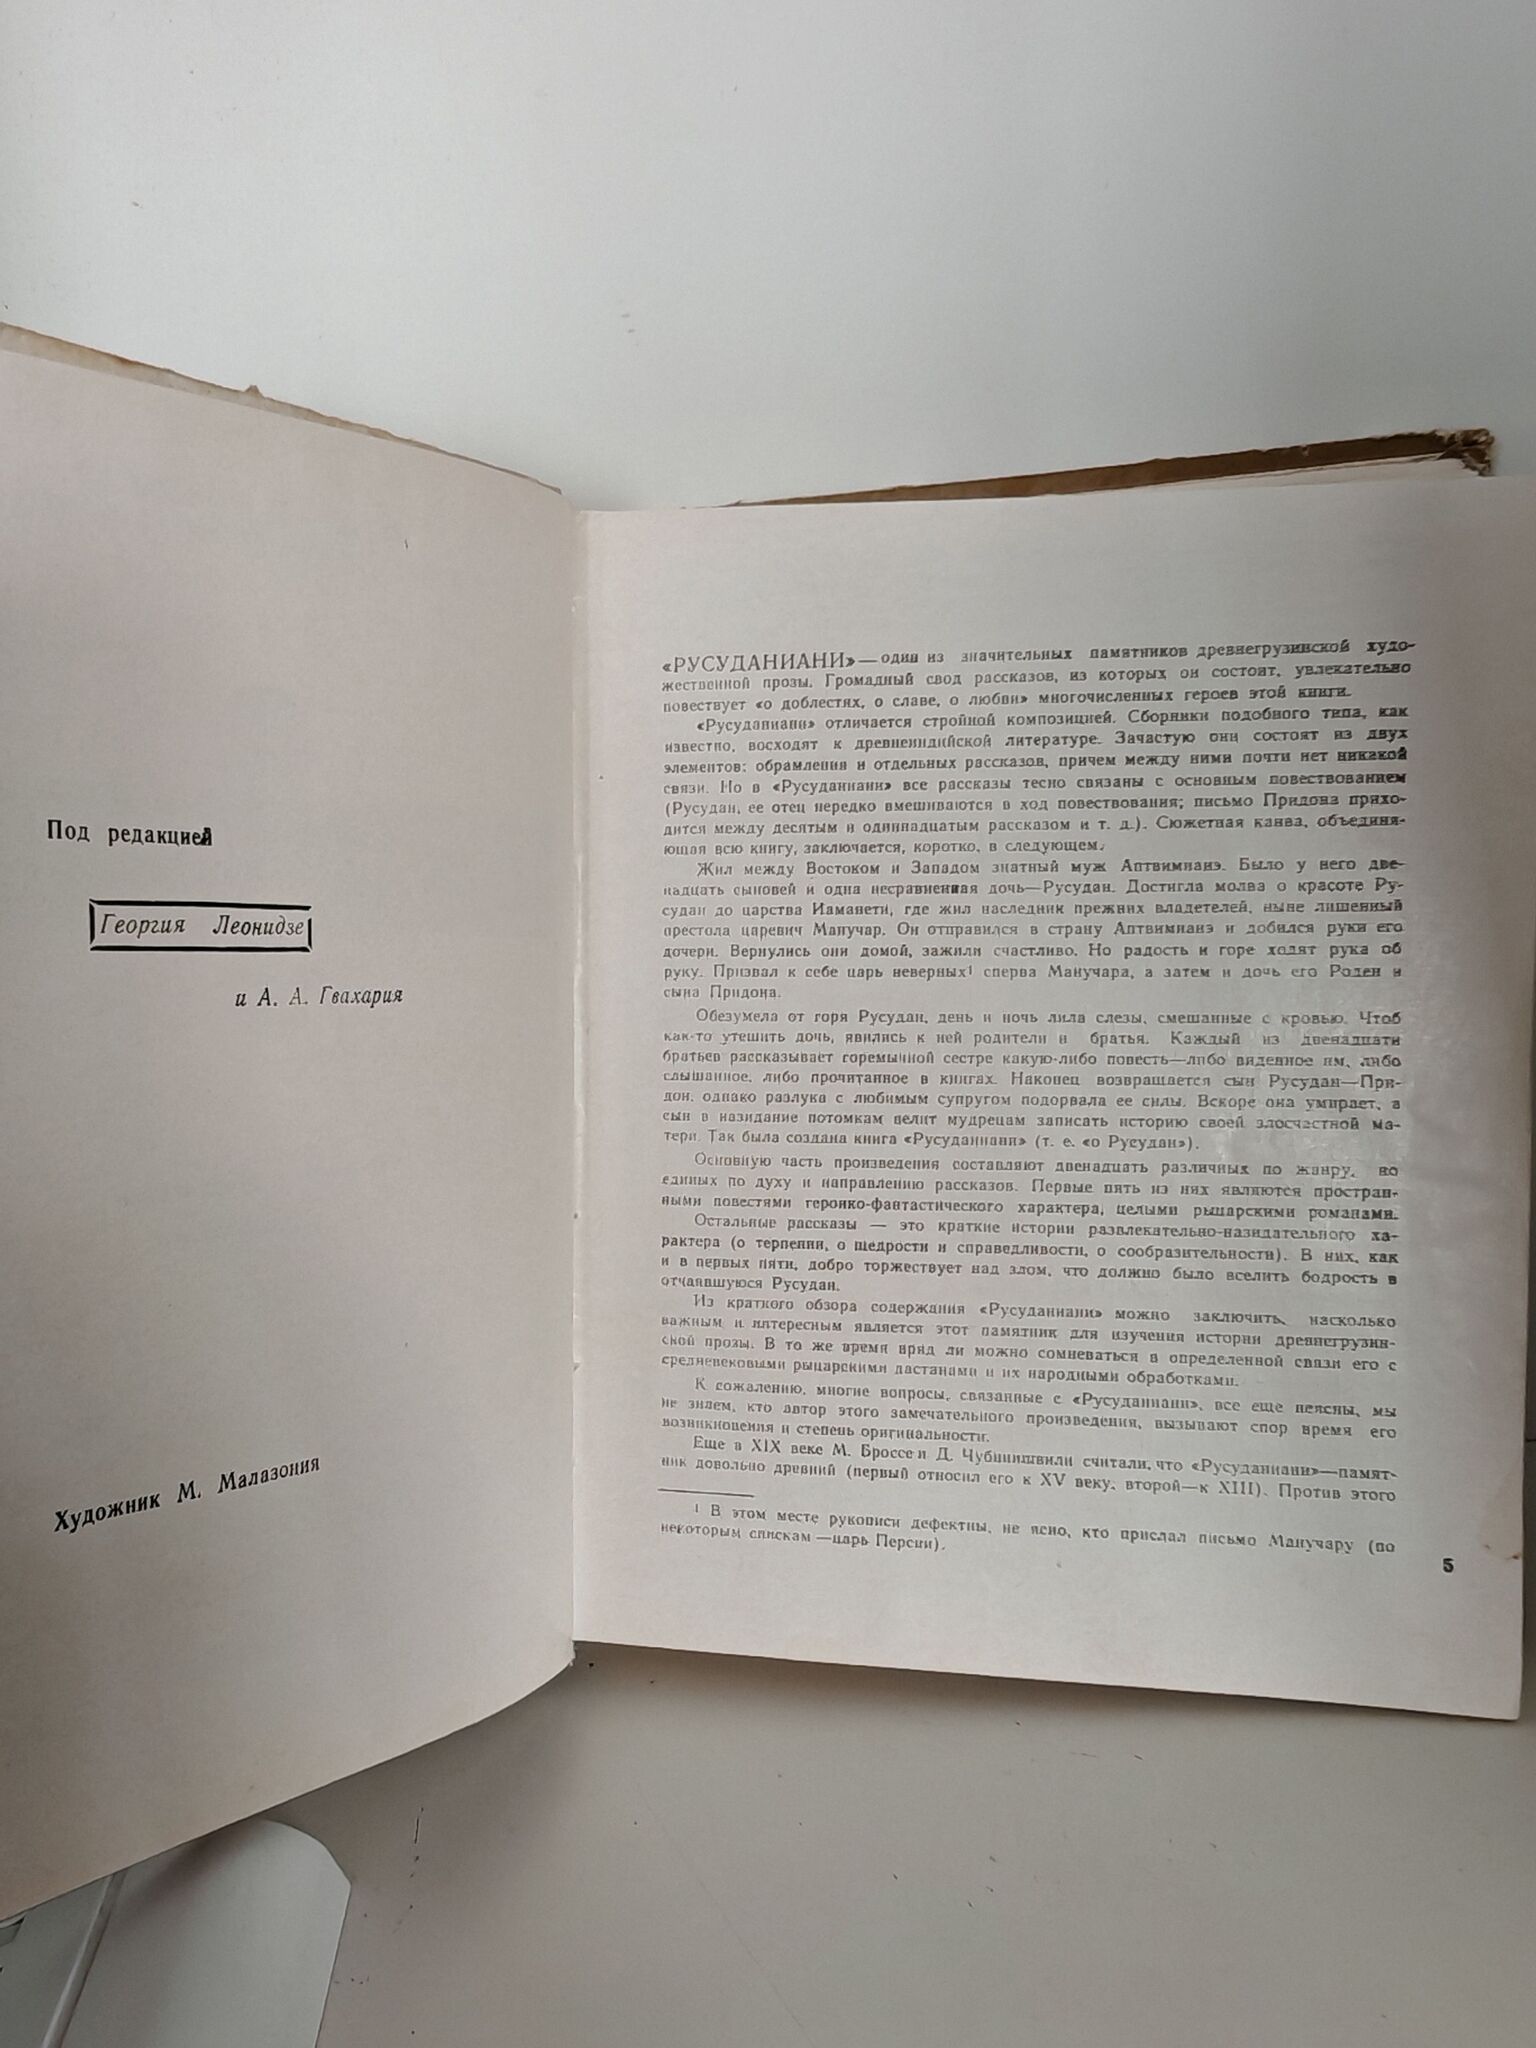 Под редакцией
Георгия Леонидзе
и А. А. Гвахария
Художник М. Малазония
«РУСУДАНИАНИ» — один из значительных памятников древнегрузинской худо-
жественной прозы. Громадный свод рассказов, из которых он состоит, увлекательно
повествует «о доблестях, о славе, о любви» многочисленных героев этой книги.
«Русуданиани» отличается стройной композицией. Сборники подобного типа, как
известно, восходят к древнеиндийской литературе. Зачастую они состоят из двух
элементов: обрамления и отдельных рассказов, причем между ними почти нет никакой
связи. Но в «Русуданиани» все рассказы тесно связаны с основным повествованием
(Русудан, ее отец нередко вмешиваются в ход повествования; письмо Придона прихо-
дится между десятым и одиннадцатым рассказом и т. д.). Сюжетная канва, объединя-
ющая всю книгу, заключается, коротко, в следующем.
Жил между Востоком и Западом знатный муж Аптвимианэ. Было у него две-
надцать сыновей и одна несравненная дочь—Русудан. Достигла молва о красоте Ру-
судан до царства Иаманети, где жил наследник прежних владетелей, ныне лишенный
престола царевич Манучар. Он отправился в страну Аптвимианэ и добился руки его
дочери. Вернулись они домой, зажили счастливо. Но радость и горе ходят рука об
руку. Призвал к себе царь неверных¹ сперва Манучара, а затем и дочь его Роден и
сына Придона.
Обезумела от горя Русудан, день и ночь лила слезы, смешанные с кровью. Чтоб
как-то утешить дочь, явились к ней родители и братья. Каждый из двенадцати
братьев рассказывает горемычной сестре какую-либо повесть—либо виденное им, либо
слышанное, либо прочитанное в книгах. Наконец возвращается сын Русудан—При-
дон, однако разлука с любимым супругом подорвала ее силы. Вскоре она умирает, а
сын в назидание потомкам велит мудрецам записать историю своей злосчастной ма-
тери. Так была создана книга «Русуданиани» (т. е. «о Русудан»).
Основную часть произведения составляют двенадцать различных по жанру, но
единых по духу и направлению рассказов. Первые пять из них являются простран-
ными повестями героико-фантастического характера, целыми рыцарскими романами.
Остальные рассказы — это краткие истории развлекательно-назидательного ха-
рактера (о терпении, о щедрости и справедливости, о сообразительности). В них, как
и в первых пяти, добро торжествует над злом, что должно было вселить бодрость в
отчаявшуюся Русудан.
Из краткого обзора содержания «Русуданиани» можно заключить, насколько
важным и интересным является этот памятник для изучения истории древнегрузин-
ской прозы. В то же время вряд ли можно сомневаться в определенной связи его с
средневековыми рыцарскими дастанами и их народными обработками.
К сожалению, многие вопросы, связанные с «Русуданиани», все еще неясны, мы
не знаем, кто автор этого замечательного произведения, вызывают спор время его
возникновения и степень оригинальности.
Еще в XIX веке М. Броссе и Д. Чубинишвили считали, что «Русуданиани»—памят-
ник довольно древний (первый относил его к XV веку, второй—к XIII). Против этого
¹ В этом месте рукописи дефектны, не ясно, кто прислал письмо Манучару (по
некоторым спискам —царь Персии).
5